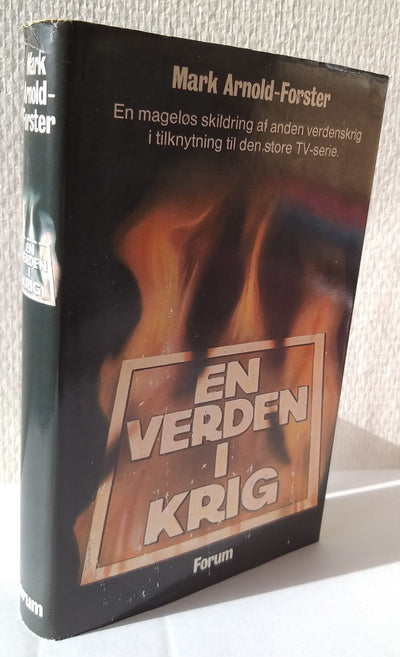 Mark Arnold-Forster
En mageløs skildring af anden verdenskrig
i tilknytning til den store TV-serie.
EN
VERDEN
I
KRIG
Forum
Mark
Arnold-
Forster
EN
VERDEN
I
KRIG
Forum